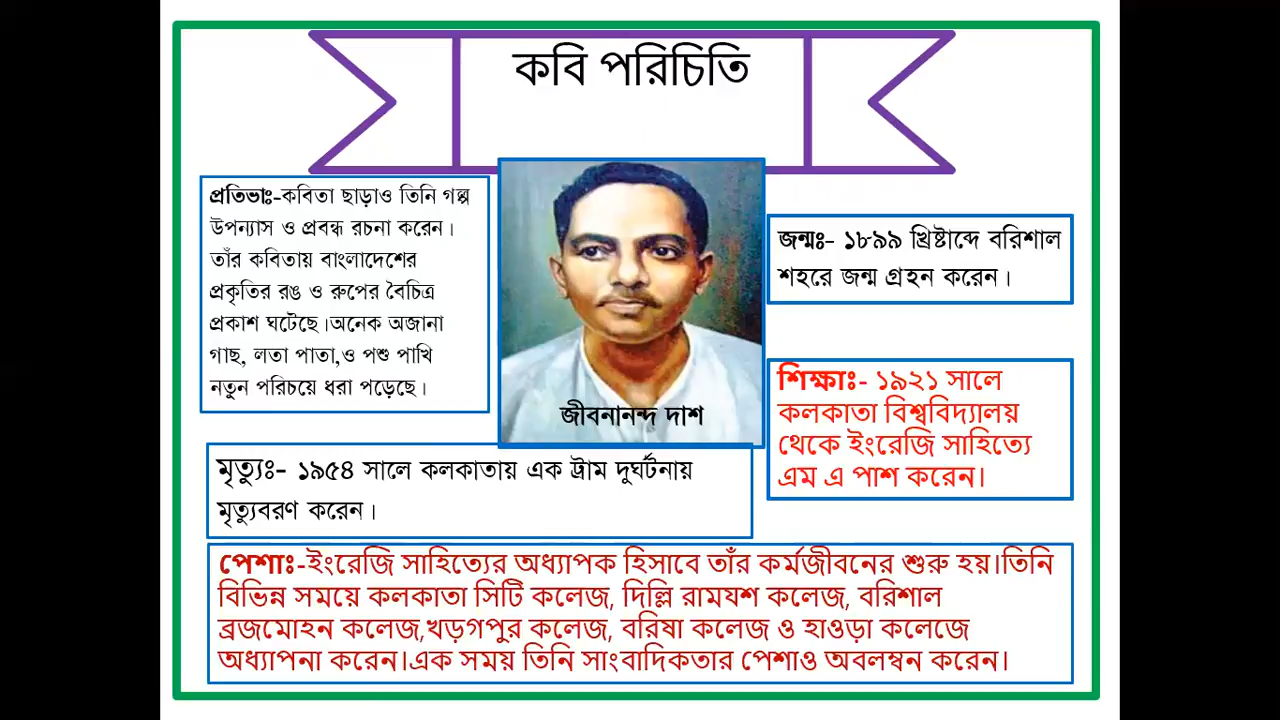 কবি পরিচিতি
প্রতিভাঃ-কবিতা ছাড়াও তিনি গল্প
উপন্যাস ও প্রবন্ধ রচনা করেন।
তাঁর কবিতায় বাংলাদেশের
প্রকৃতির রঙ ও রুপের বৈচিত্র
প্রকাশ ঘটেছে।অনেক অজানা
গাছ, লতা পাতা,ও পশু পাখি
নতুন পরিচয়ে ধরা পড়েছে।
জীবনানন্দ দাশ
জন্মঃ- ১৮৯৯ খ্রিষ্টাব্দে বরিশাল
শহরে জন্ম গ্রহন করেন।
শিক্ষাঃ- ১৯২১ সালে
কলকাতা বিশ্ববিদ্যালয়
থেকে ইংরেজি সাহিত্যে
এম এ পাশ করেন।
মৃত্যুঃ- ১৯৫৪ সালে কলকাতায় এক ট্রাম দুঘর্টনায়
মৃত্যুবরণ করেন।
পেশাঃ-ইংরেজি সাহিত্যের অধ্যাপক হিসাবে তাঁর কর্মজীবনের শুরু হয়।তিনি
বিভিন্ন সময়ে কলকাতা সিটি কলেজ, দিল্লি রামযশ কলেজ, বরিশাল
ব্রজমোহন কলেজ,খড়গপুর কলেজ, বরিষা কলেজ ও হাওড়া কলেজে
অধ্যাপনা করেন।এক সময় তিনি সাংবাদিকতার পেশাও অবলম্বন করেন।